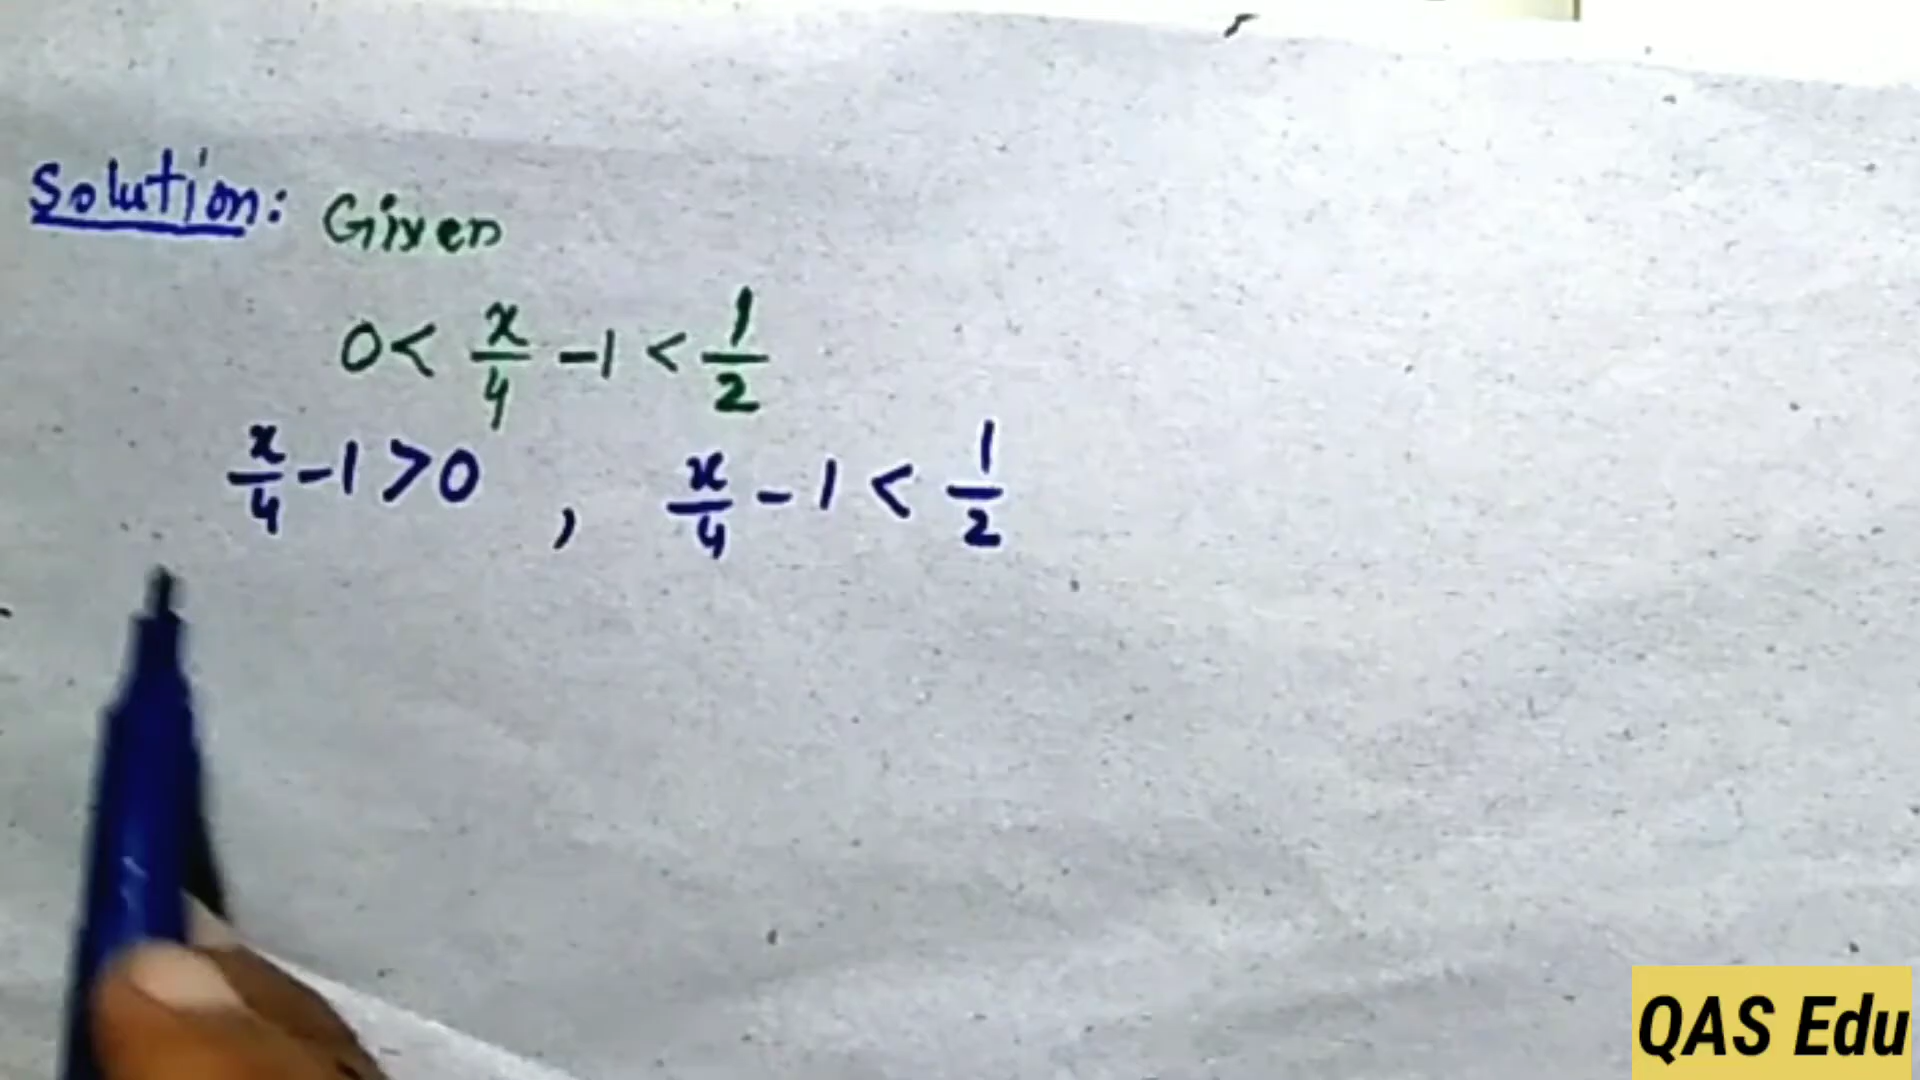 Solution: Given
0 < x/4 - 1 < 1/2
x/4 - 1 > 0 , x/4 - 1 < 1/2
QAS Edu